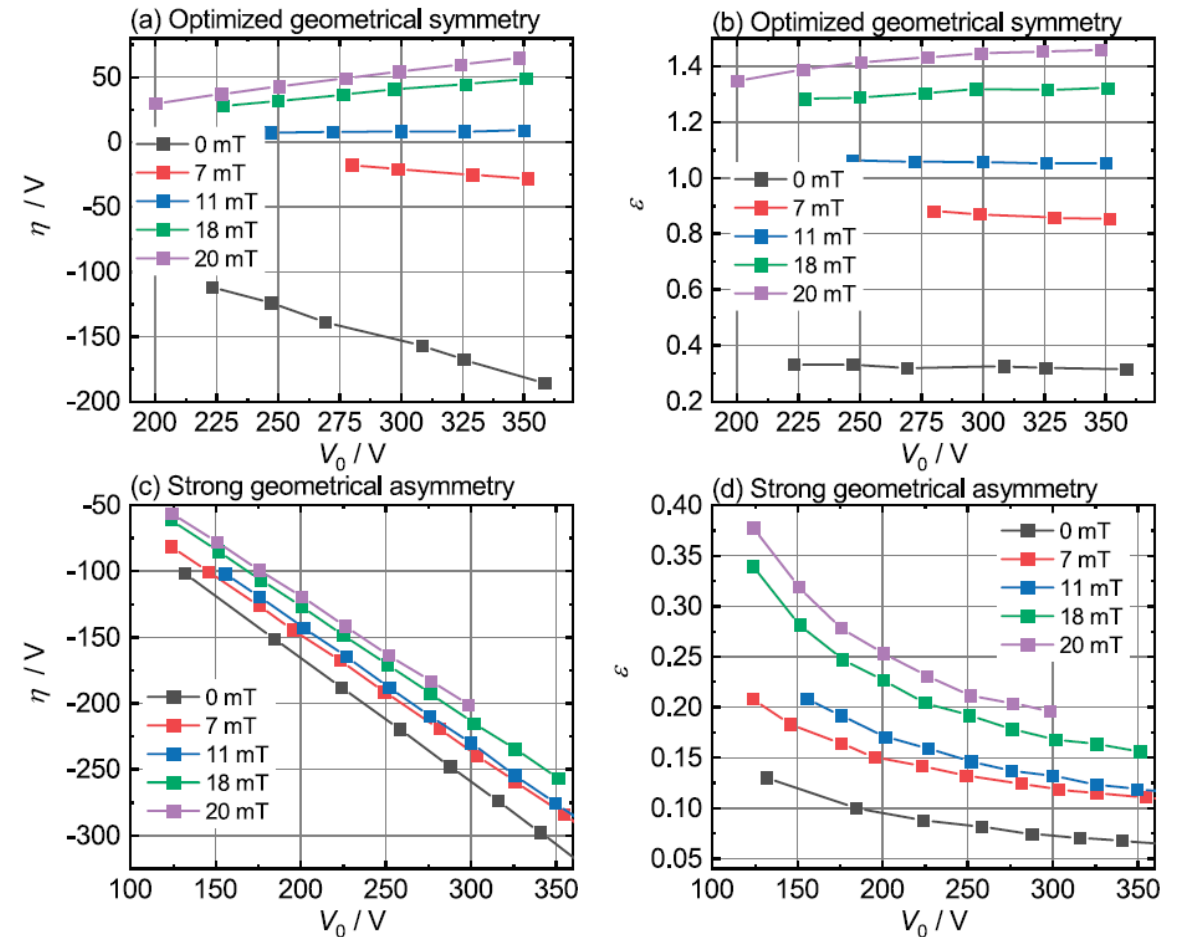 (a) Optimized geometrical symmetry
50
0
-50
-100
-150
-200
η / V
0 mT
7 mT
11 mT
18 mT
20 mT
200 225 250 275 300 325 350
V0 / V
(b) Optimized geometrical symmetry
1.4
1.2
1.0
0.8
0.6
0.4
0.2
ε
0 mT
7 mT
11 mT
18 mT
20 mT
200 225 250 275 300 325 350
V0 / V
(c) Strong geometrical asymmetry
-50
-100
-150
-200
-250
-300
η / V
0 mT
7 mT
11 mT
18 mT
20 mT
100 150 200 250 300 350
V0 / V
(d) Strong geometrical asymmetry
0.40
0.35
0.30
0.25
0.20
0.15
0.10
0.05
ε
0 mT
7 mT
11 mT
18 mT
20 mT
100 150 200 250 300 350
V0 / V